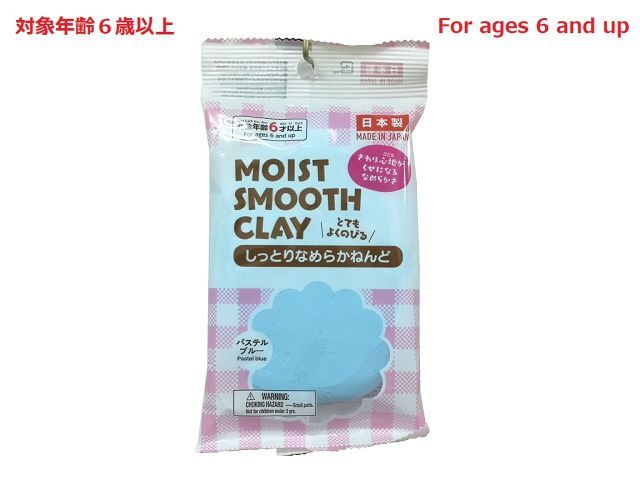 対象年齢６歳以上
For ages 6 and up
対象年齢6才以上
For ages 6 and up
日本製
MADE IN JAPAN
MOIST
SMOOTH
CLAY
さわり心地が
ここち
くせになる
なめらかさ
とても
よくのびる
しっとりなめらかねんど
パステル
ブルー
Pastel blue
WARNING:
CHOKING HAZARD—Small parts.
Not for children under 3 yrs.